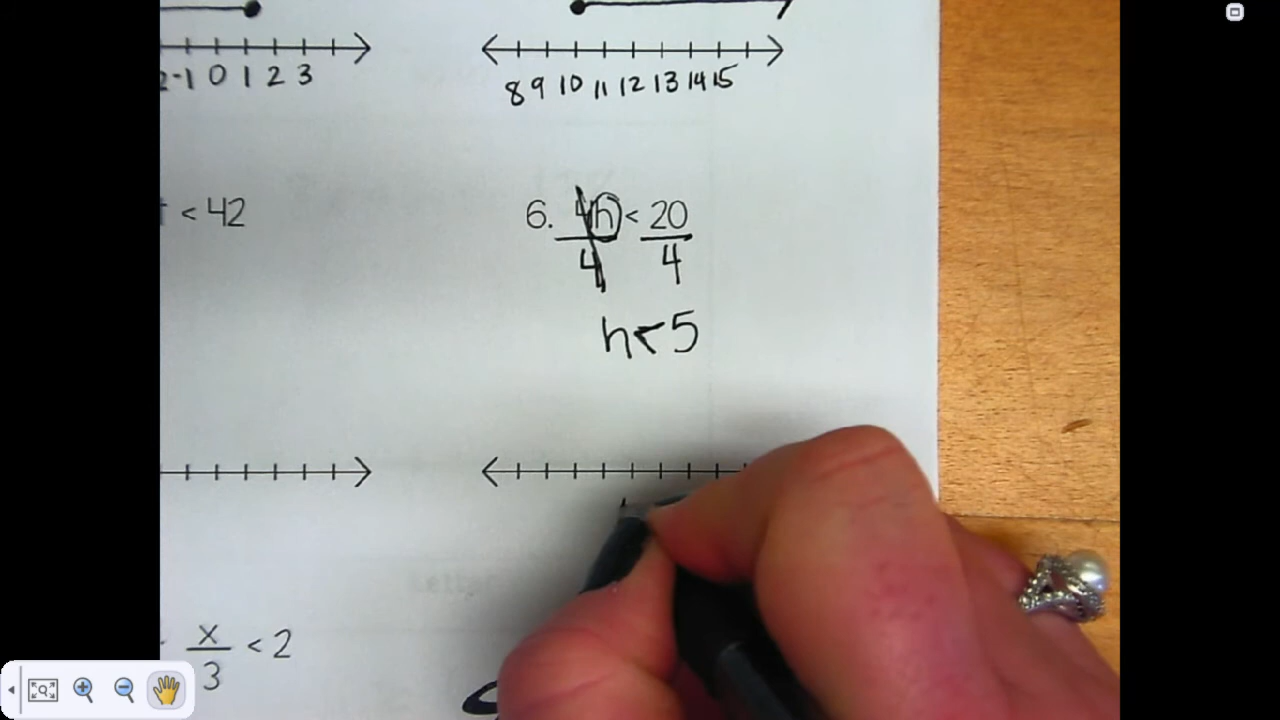 -1 0 1 2 3
8 9 10 11 12 13 14 15
< 42
6. 4h < 20
4 4
h < 5
x/3 < 2